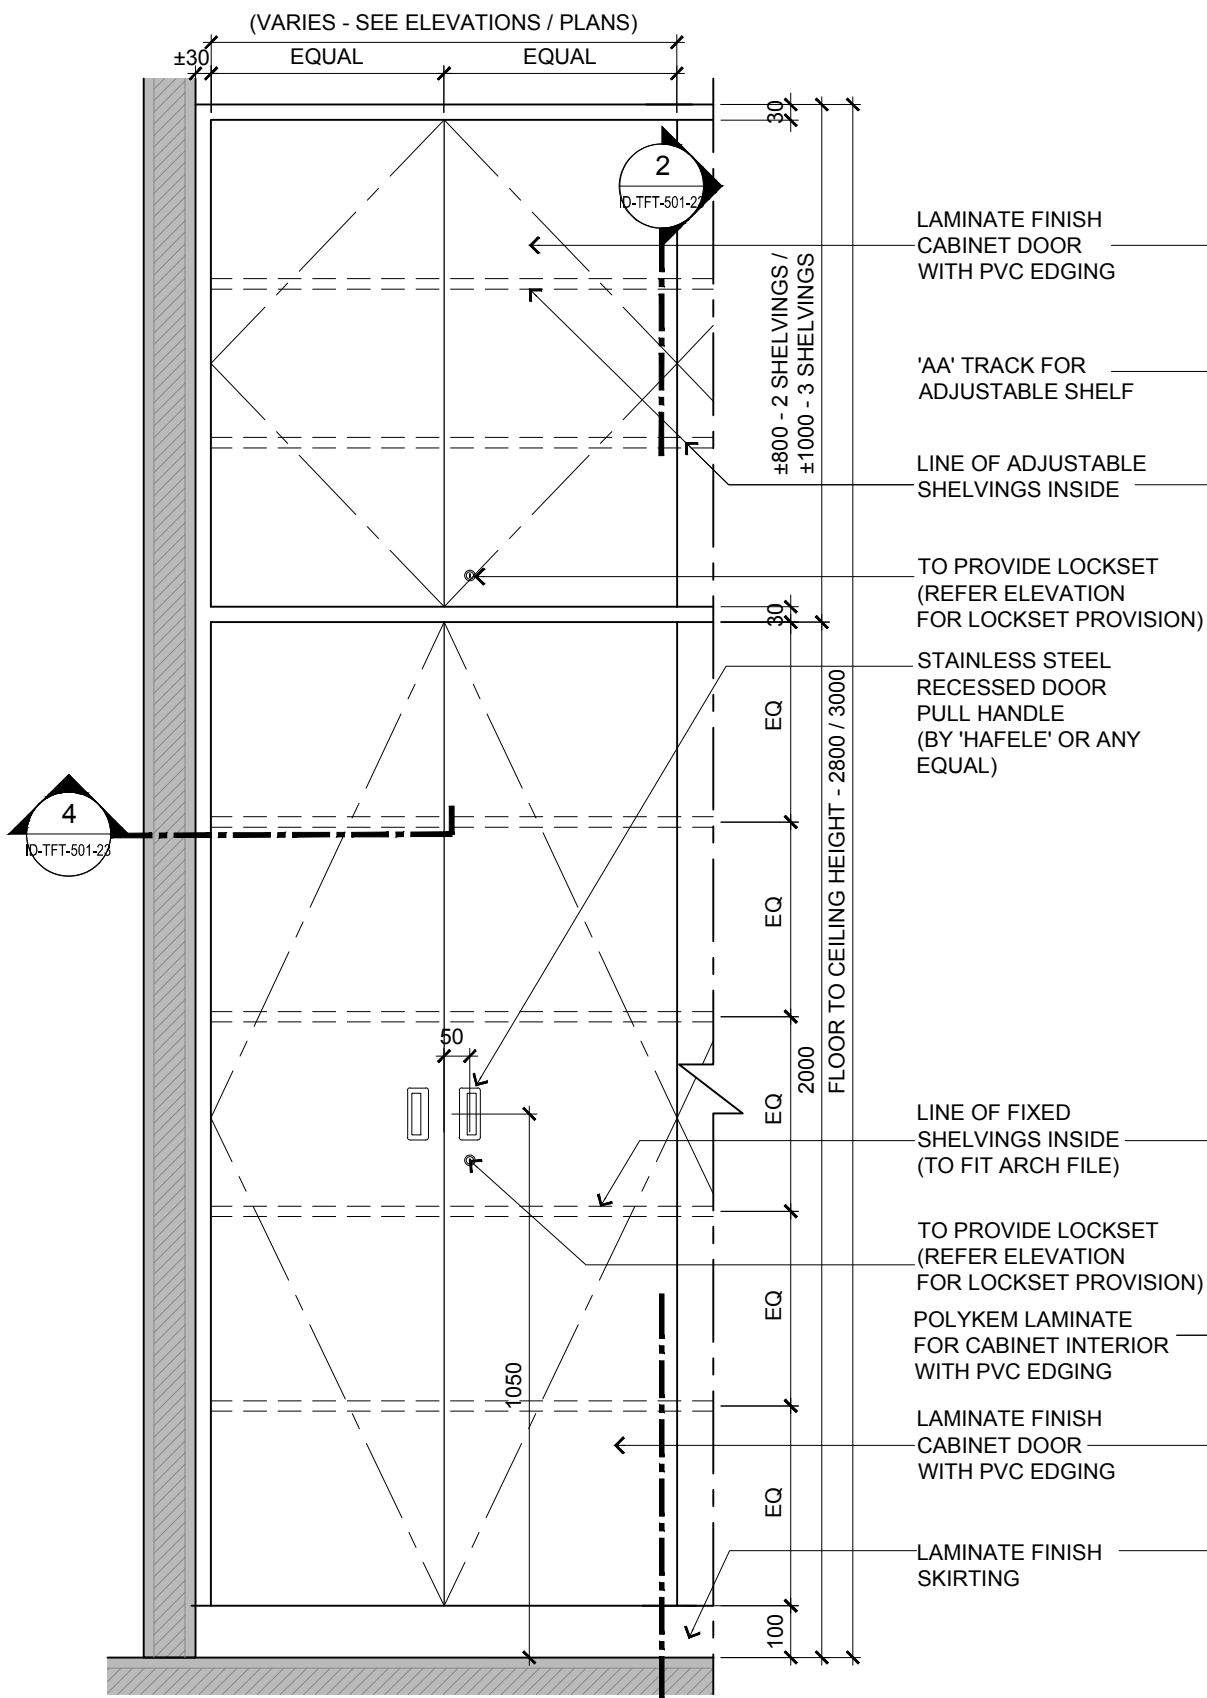 (VARIES - SEE ELEVATIONS / PLANS)
±30
EQUAL
EQUAL
30
2
ID-TFT-501-22
LAMINATE FINISH
CABINET DOOR
WITH PVC EDGING
±800 - 2 SHELVINGS /
±1000 - 3 SHELVINGS
'AA' TRACK FOR
ADJUSTABLE SHELF
LINE OF ADJUSTABLE
SHELVINGS INSIDE
TO PROVIDE LOCKSET
(REFER ELEVATION
FOR LOCKSET PROVISION)
30
STAINLESS STEEL
RECESSED DOOR
PULL HANDLE
(BY 'HAFELE' OR ANY
EQUAL)
EQ
FLOOR TO CEILING HEIGHT - 2800 / 3000
4
ID-TFT-501-23
EQ
50
2000
EQ
LINE OF FIXED
SHELVINGS INSIDE
(TO FIT ARCH FILE)
TO PROVIDE LOCKSET
(REFER ELEVATION
FOR LOCKSET PROVISION)
EQ
POLYKEM LAMINATE
FOR CABINET INTERIOR
WITH PVC EDGING
1050
LAMINATE FINISH
CABINET DOOR
WITH PVC EDGING
EQ
LAMINATE FINISH
SKIRTING
100